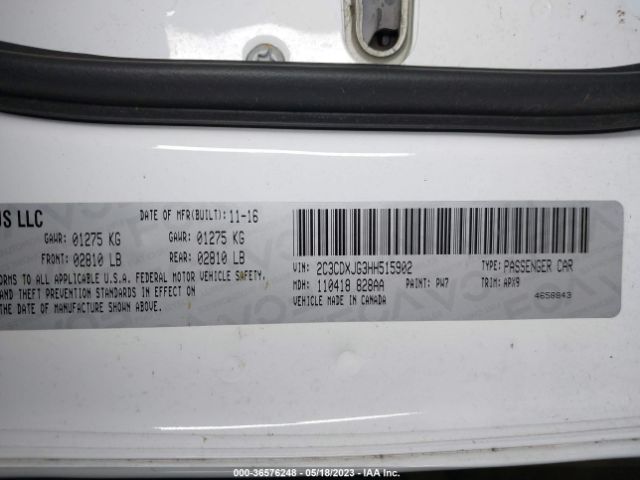 US LLC
DATE OF MFR(BUILT): 11-16
GAWR: 01275 KG
GAWR: 01275 KG
FRONT: 02810 LB
REAR: 02810 LB
TO ALL APPLICABLE U.S.A. FEDERAL MOTOR VEHICLE SAFETY,
AND THEFT PREVENTION STANDARDS IN EFFECT
THE DATE OF MANUFACTURE SHOWN ABOVE.
VIN: 2C3CDXJG3HH515902
TYPE: PASSENGER CAR
MDH: 110418 828AA
PAINT: PW7
TRIM: APX9
VEHICLE MADE IN CANADA
4658843
000-36576248 - 05/18/2023 - IAA Inc.